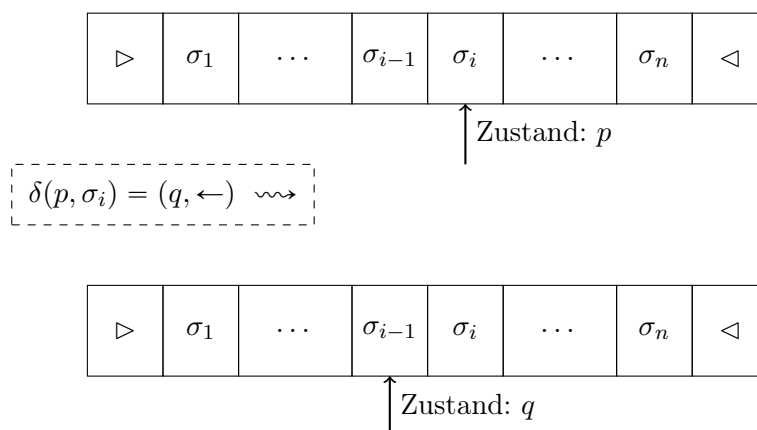 ▷ σ₁ ⋯ σᵢ₋₁ σᵢ ⋯ σₙ ◁
Zustand: p
δ(p, σᵢ) = (q, ←) ⇝
▷ σ₁ ⋯ σᵢ₋₁ σᵢ ⋯ σₙ ◁
Zustand: q